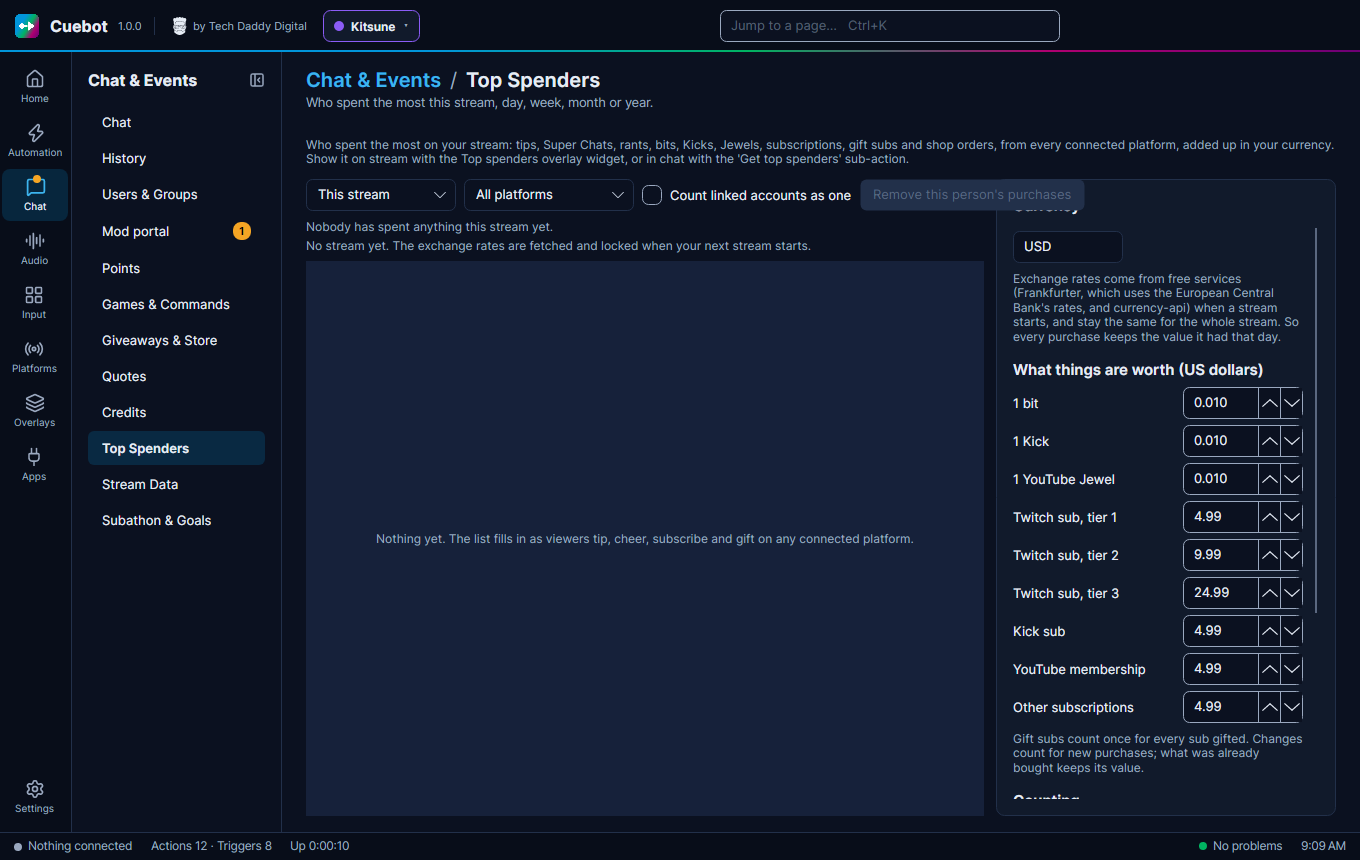 Cuebot 1.0.0 by Tech Daddy Digital Kitsune
Jump to a page... Ctrl+K
Home
Automation
Chat
Audio
Input
Platforms
Overlays
Apps
Settings
Chat & Events
Chat
History
Users & Groups
Mod portal 1
Points
Games & Commands
Giveaways & Store
Quotes
Credits
Top Spenders
Stream Data
Subathon & Goals
Chat & Events / Top Spenders
Who spent the most this stream, day, week, month or year.
Who spent the most on your stream: tips, Super Chats, rants, bits, Kicks, Jewels, subscriptions, gift subs and shop orders, from every connected platform, added up in your currency.
Show it on stream with the Top spenders overlay widget, or in chat with the 'Get top spenders' sub-action.
This stream All platforms Count linked accounts as one Remove this person's purchases
Nobody has spent anything this stream yet.
No stream yet. The exchange rates are fetched and locked when your next stream starts.
Nothing yet. The list fills in as viewers tip, cheer, subscribe and gift on any connected platform.
Currency
USD
Exchange rates come from free services
(Frankfurter, which uses the European Central
Bank's rates, and currency-api) when a stream
starts, and stay the same for the whole stream. So
every purchase keeps the value it had that day.
What things are worth (US dollars)
1 bit 0.010
1 Kick 0.010
1 YouTube Jewel 0.010
Twitch sub, tier 1 4.99
Twitch sub, tier 2 9.99
Twitch sub, tier 3 24.99
Kick sub 4.99
YouTube membership 4.99
Other subscriptions 4.99
Gift subs count once for every sub gifted. Changes
count for new purchases; what was already
bought keeps its value.
Counting
Nothing connected Actions 12 · Triggers 8 Up 0:00:10
No problems 9:09 AM